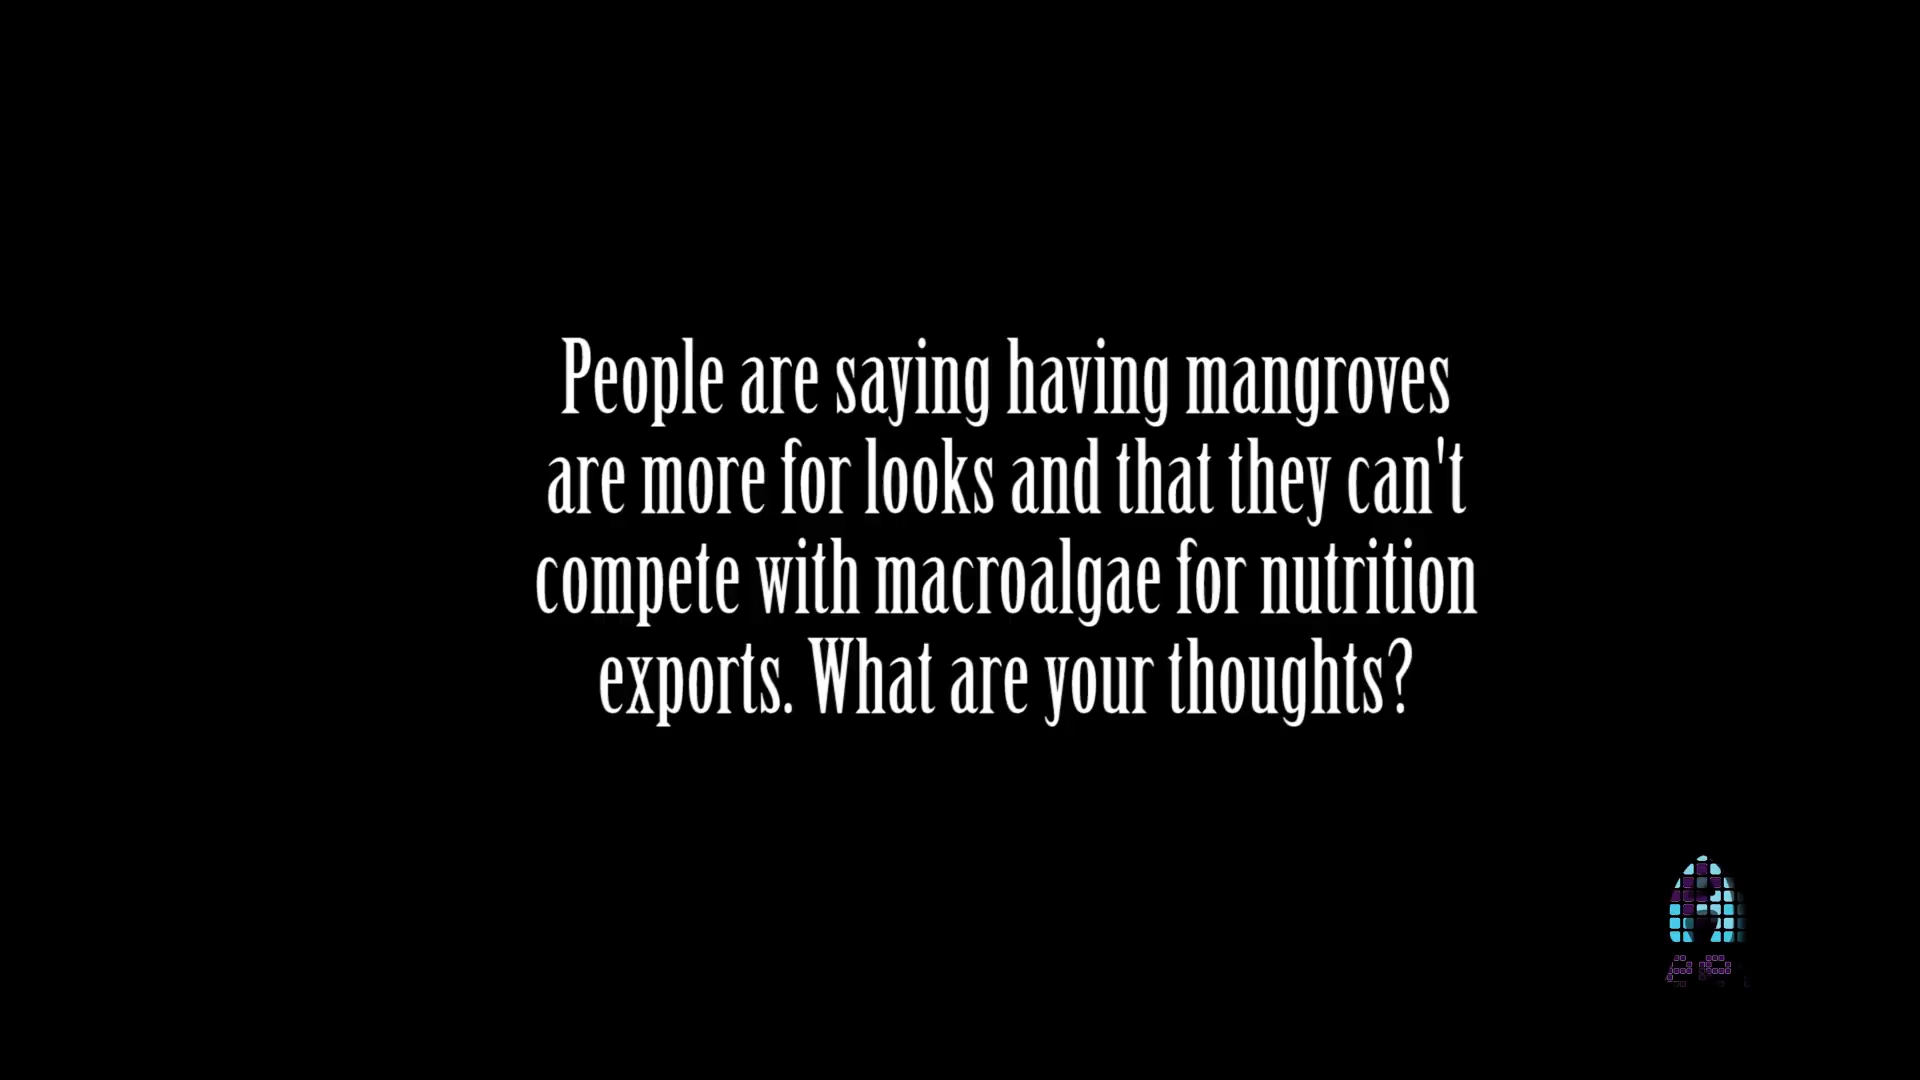 People are saying having mangroves
are more for looks and that they can't
compete with macroalgae for nutrition
exports. What are your thoughts?